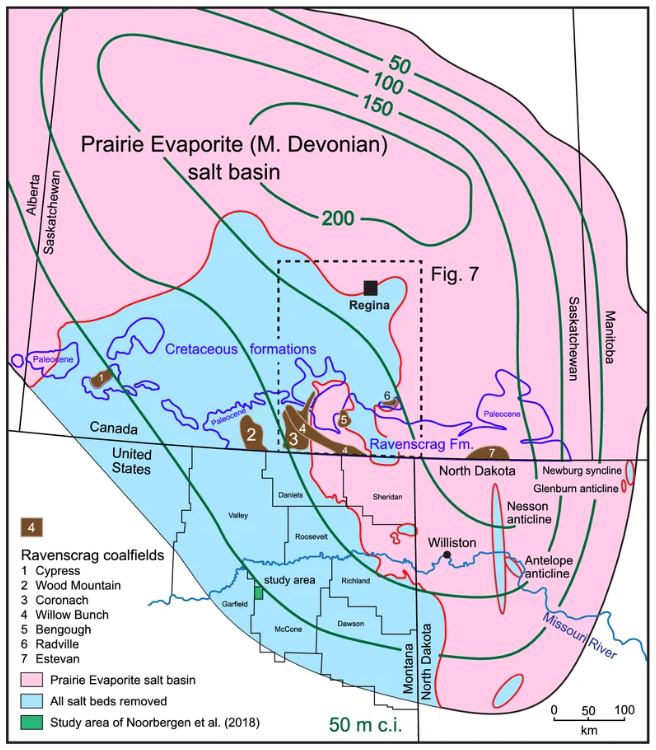 50
100
150
Prairie Evaporite (M. Devonian)
salt basin
200
Alberta
Saskatchewan
Fig. 7
Regina
Saskatchewan
Manitoba
Cretaceous formations
Paleocene
1
6
Paleocene
Paleocene
2
3
4
5
4
7
Ravenscrag Fm.
Canada
United
States
North Dakota
Newburg syncline
Glenburn anticline
Daniels
Sheridan
Valley
Nesson
anticline
Roosevelt
Williston
Antelope
anticline
study area
Richland
Garfield
McCone
Dawson
Missouri River
Montana
North Dakota
4
Ravenscrag coalfields
1 Cypress
2 Wood Mountain
3 Coronach
4 Willow Bunch
5 Bengough
6 Radville
7 Estevan
Prairie Evaporite salt basin
All salt beds removed
Study area of Noorbergen et al. (2018)
50 m c.i.
0 50 100
km